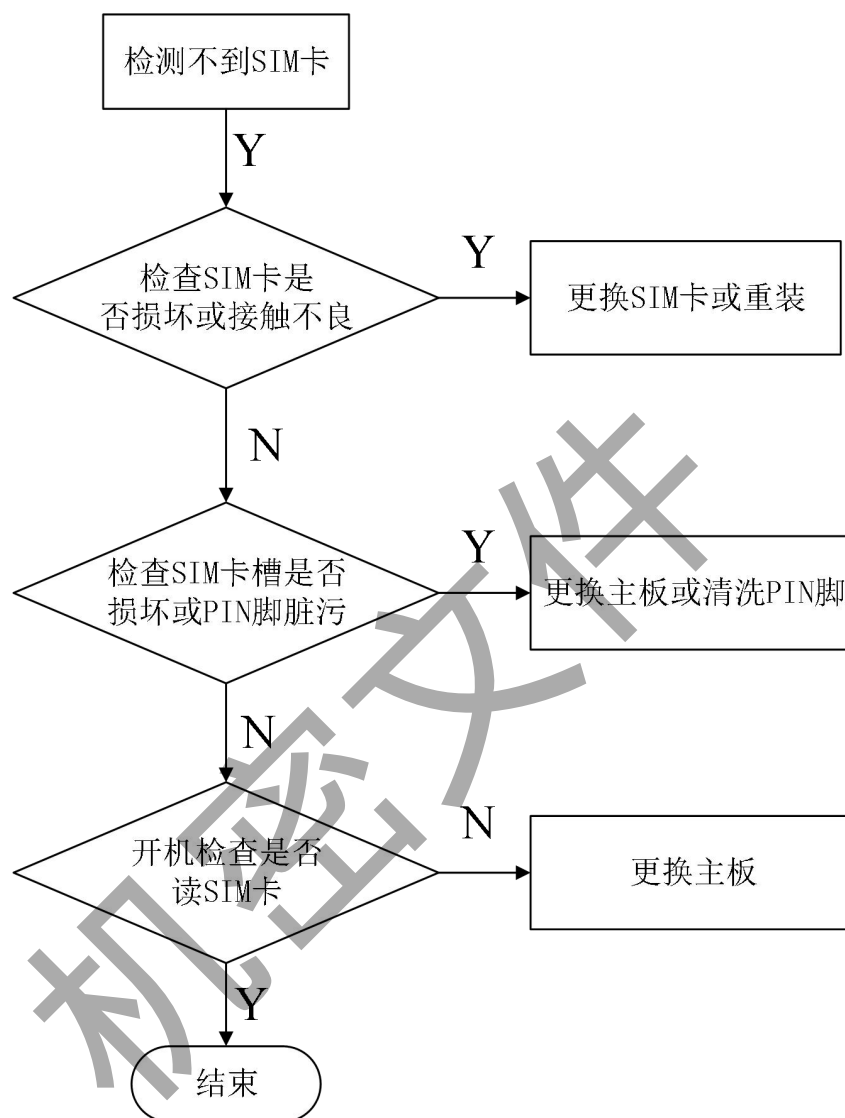 检测不到SIM卡
Y
检查SIM卡是
否损坏或接触不良
Y
更换SIM卡或重装
N
检查SIM卡槽是否
损坏或PIN脚脏污
Y
更换主板或清洗PIN脚
N
开机检查是否
读SIM卡
N
更换主板
Y
结束
机密文件